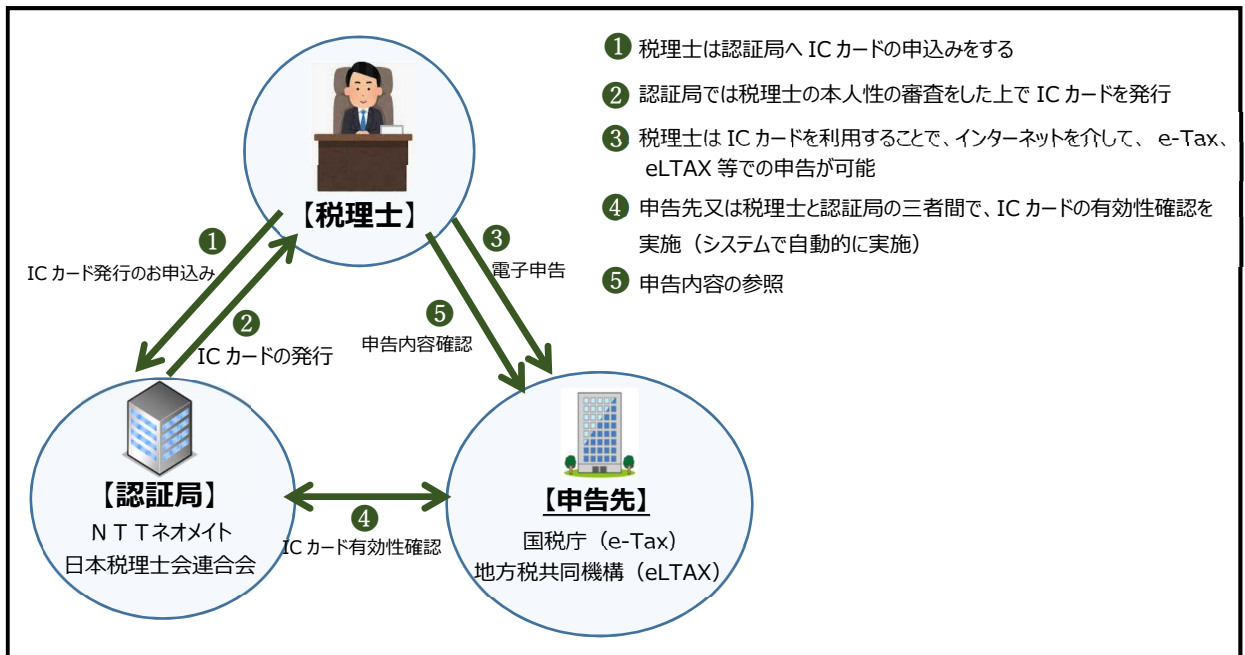 ❶ 税理士は認証局へ IC カードの申込みをする
❷ 認証局では税理士の本人性の審査をした上で IC カードを発行
❸ 税理士は IC カードを利用することで、インターネットを介して、 e-Tax、
eLTAX 等での申告が可能
❹ 申告先又は税理士と認証局の三者間で、IC カードの有効性確認を
実施（システムで自動的に実施）
❺ 申告内容の参照
【税理士】
❶
IC カード発行のお申込み
❷
IC カードの発行
❸
電子申告
❺
申告内容確認
【認証局】
ＮＴＴネオメイト
日本税理士会連合会
❹
IC カード有効性確認
【申告先】
国税庁（e-Tax）
地方税共同機構（eLTAX）